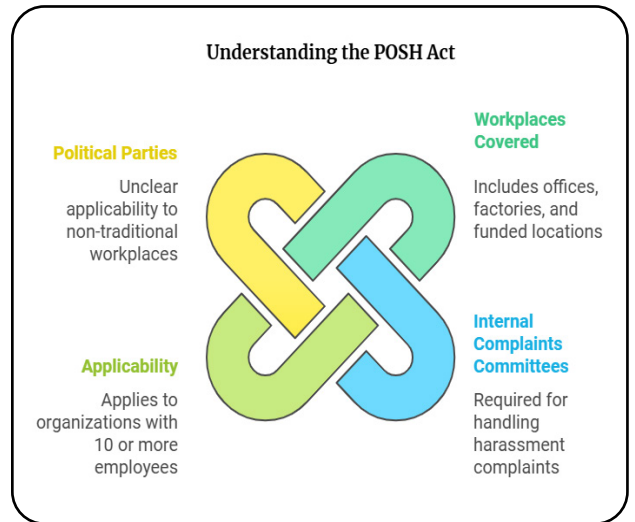 Understanding the POSH Act
Political Parties
Unclear
applicability to
non-traditional
workplaces
Workplaces
Covered
Includes offices,
factories, and
funded locations
Applicability
Applies to
organizations with
10 or more
employees
Internal
Complaints
Committees
Required for
handling
harassment
complaints